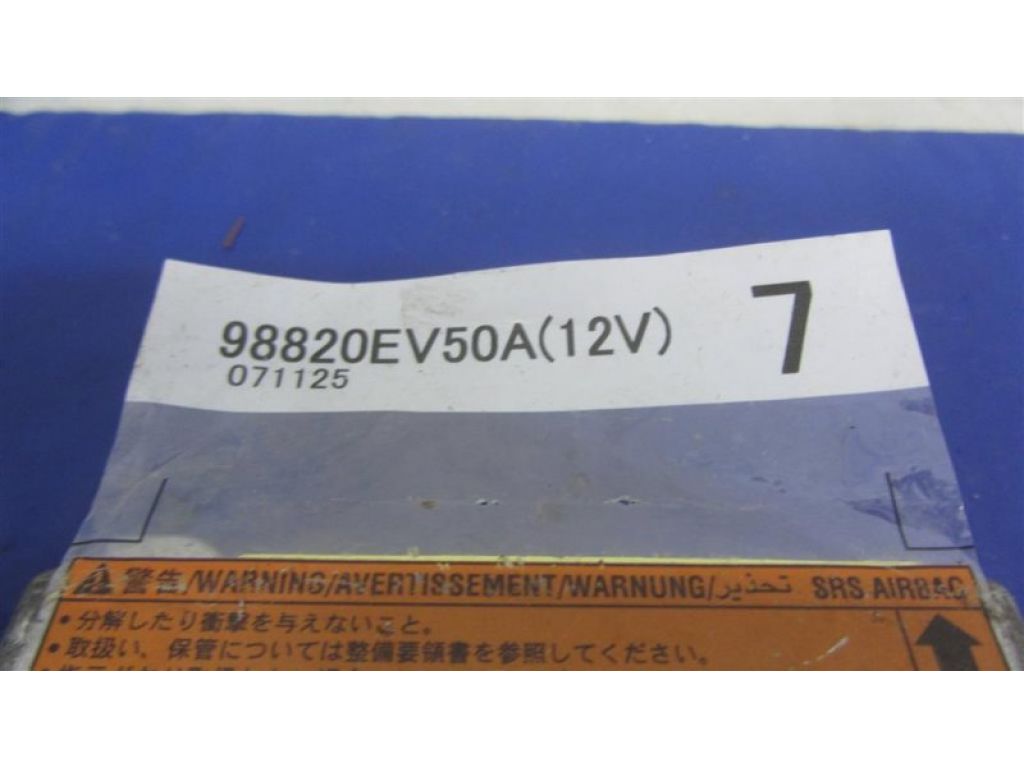 98820EV50A(12V) 7
071125
警告/WARNING/AVERTISSEMENT/WARNUNG/تحذير SRS AIRBAG
・分解したり衝撃を与えないこと。
・取扱い、保管については整備要領書を参照してください。